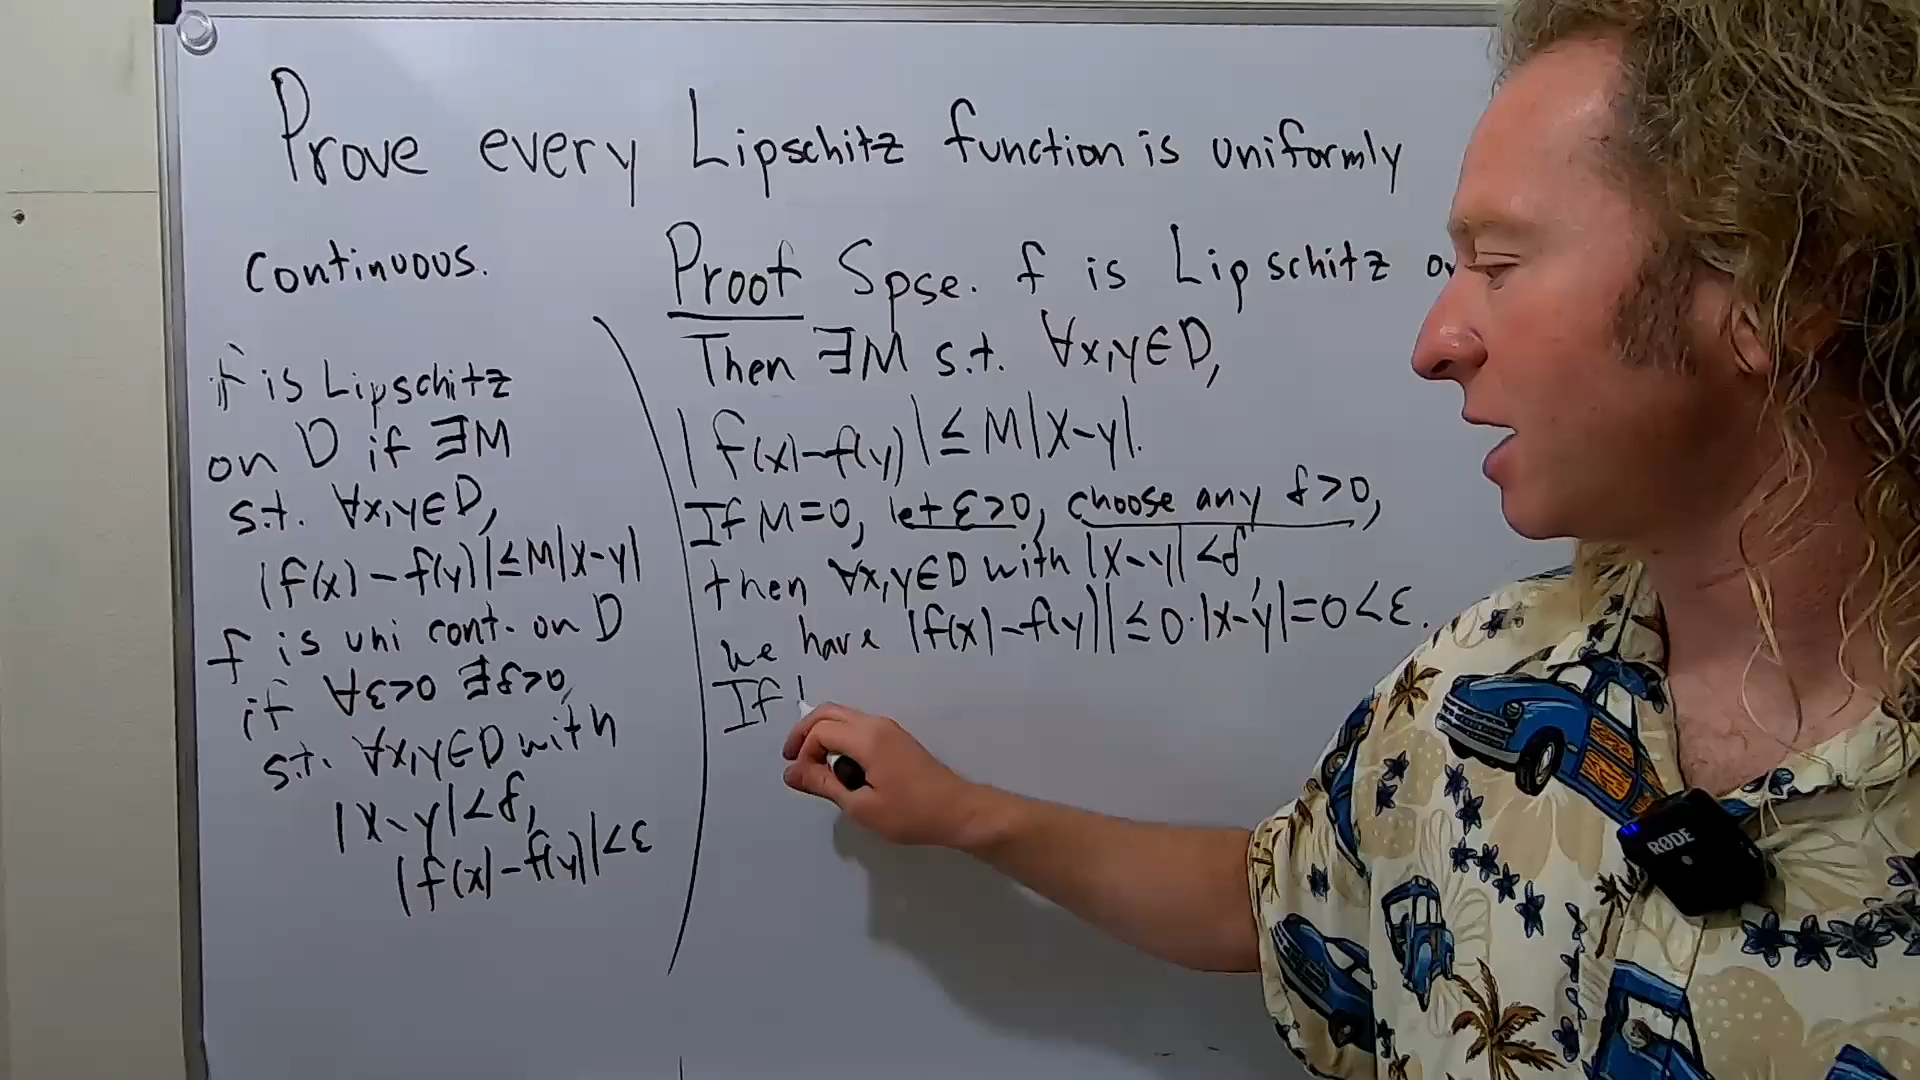 Prove every Lipschitz function is uniformly
continuous.
f is Lipschitz
on D if ∃M
s.t. ∀x,y∈D,
|f(x)-f(y)|≤M|x-y|
f is uni cont. on D
if ∀ε>0 ∃δ>0,
s.t. ∀x,y∈D with
|x-y|<δ,
|f(x)-f(y)|<ε
Proof Spse. f is Lipschitz
Then ∃M s.t. ∀x,y∈D,
|f(x)-f(y)|≤M|x-y|.
If M=0, let ε>0, choose any δ>0,
then ∀x,y∈D with |x-y|<δ,
we have |f(x)-f(y)|≤0·|x-y|=0<ε.
If
RØDE